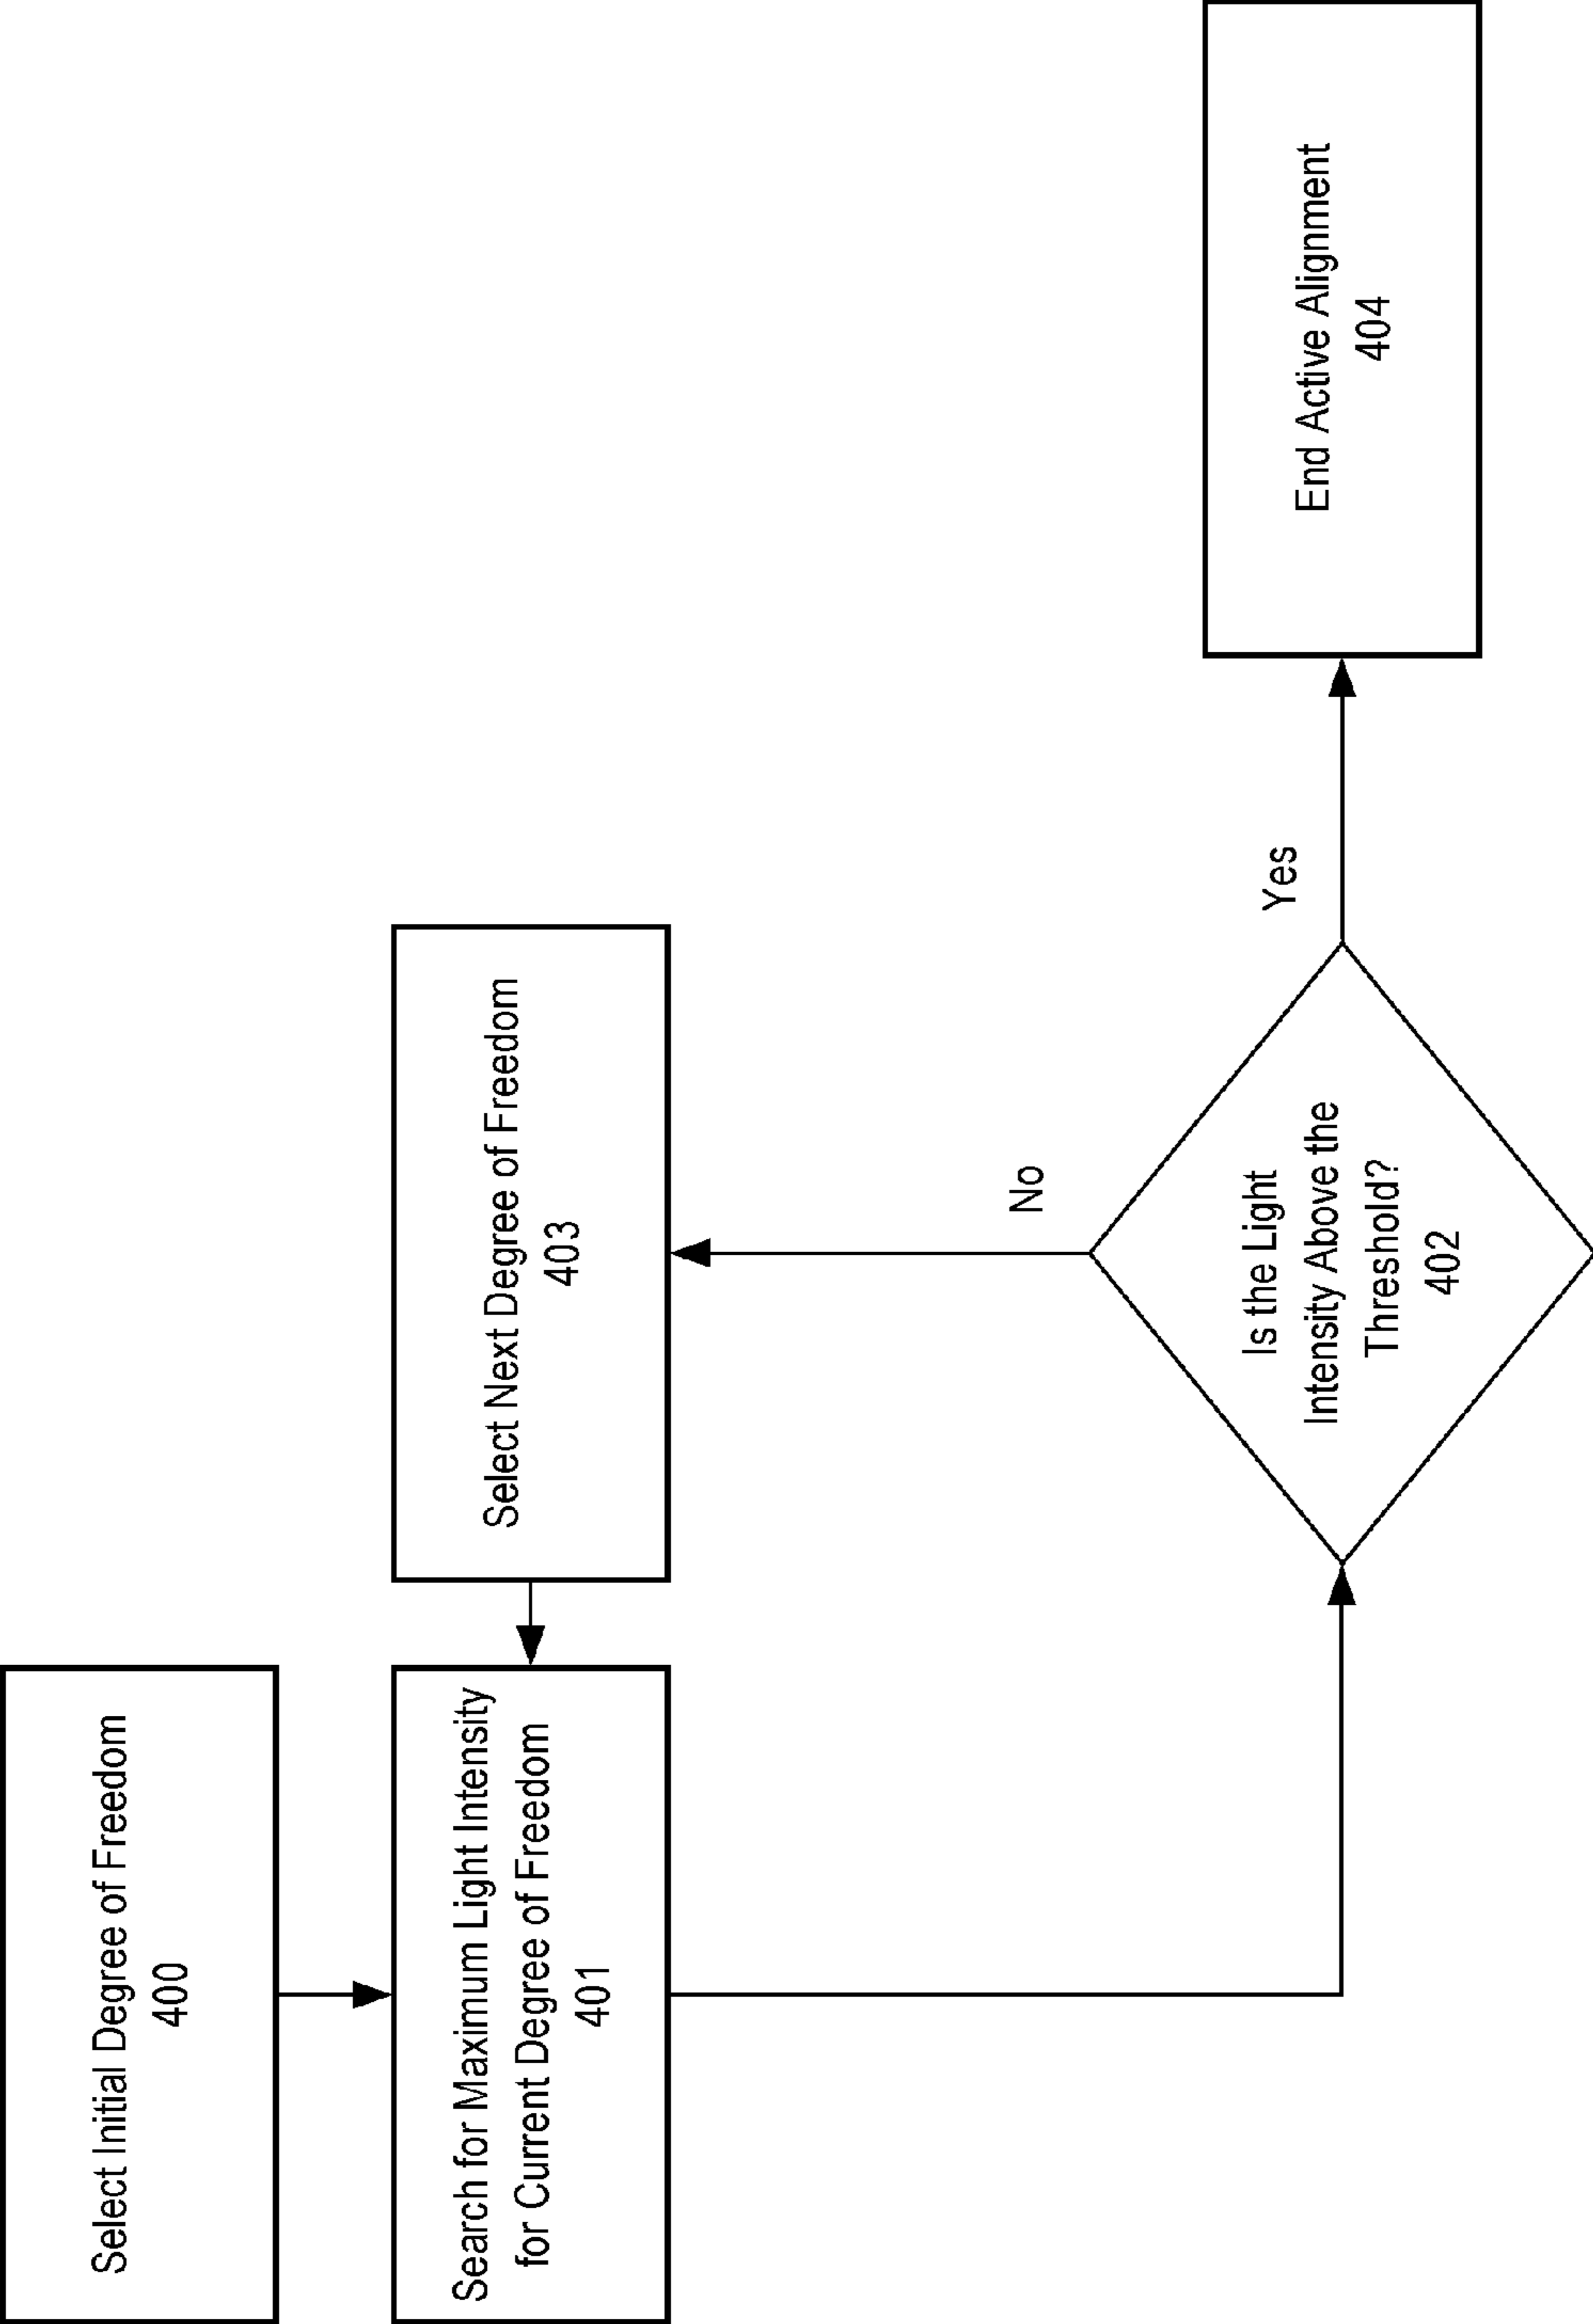 Select Initial Degree of Freedom
400
Search for Maximum Light Intensity
for Current Degree of Freedom
401
Select Next Degree of Freedom
403
No
Is the Light
Intensity Above the
Threshold?
402
Yes
End Active Alignment
404